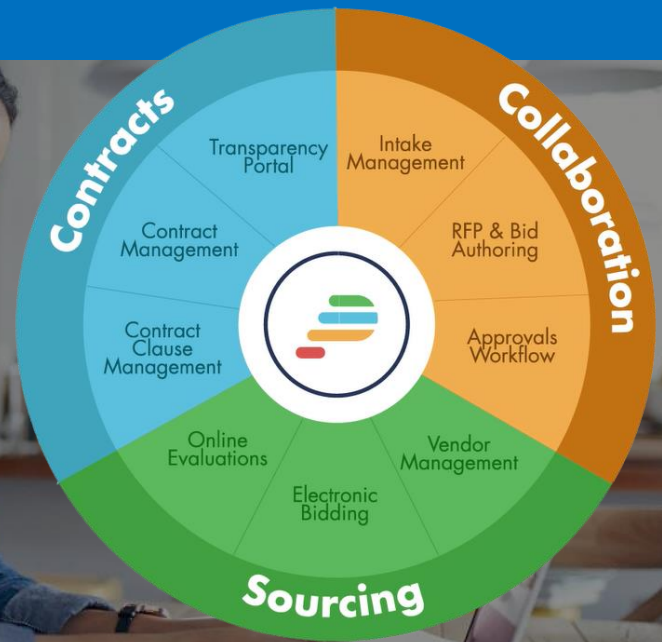 Contracts
Transparency
Portal
Contract
Management
Contract
Clause
Management
Collaboration
Intake
Management
RFP & Bid
Authoring
Approvals
Workflow
Sourcing
Online
Evaluations
Electronic
Bidding
Vendor
Management